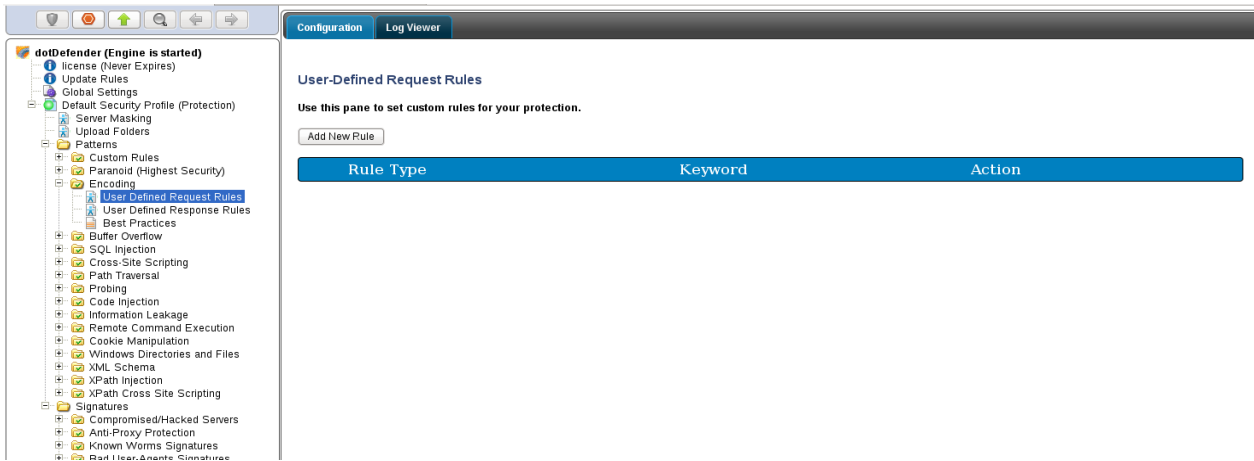 Configuration
Log Viewer
dotDefender (Engine is started)
license (Never Expires)
Update Rules
Global Settings
Default Security Profile (Protection)
Server Masking
Upload Folders
Patterns
Custom Rules
Paranoid (Highest Security)
Encoding
User Defined Request Rules
User Defined Response Rules
Best Practices
Buffer Overflow
SQL Injection
Cross-Site Scripting
Path Traversal
Probing
Code Injection
Information Leakage
Remote Command Execution
Cookie Manipulation
Windows Directories and Files
XML Schema
XPath Injection
XPath Cross Site Scripting
Signatures
Compromised/Hacked Servers
Anti-Proxy Protection
Known Worms Signatures
Bad User-Agents Signatures
User-Defined Request Rules
Use this pane to set custom rules for your protection.
Add New Rule
Rule Type Keyword Action